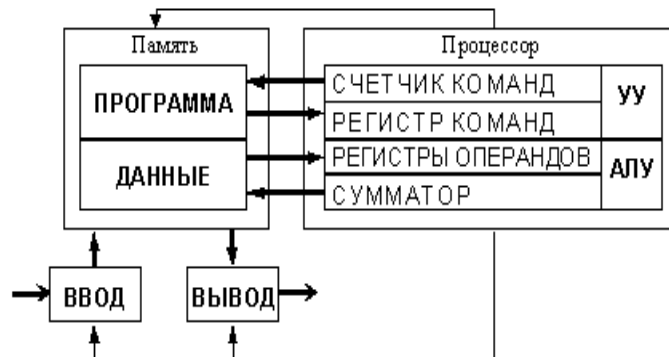 Память
Процессор
ПРОГРАММА
СЧЕТЧИК КОМАНД
УУ
РЕГИСТР КОМАНД
ДАННЫЕ
РЕГИСТРЫ ОПЕРАНДОВ
АЛУ
СУММАТОР
ВВОД
ВЫВОД